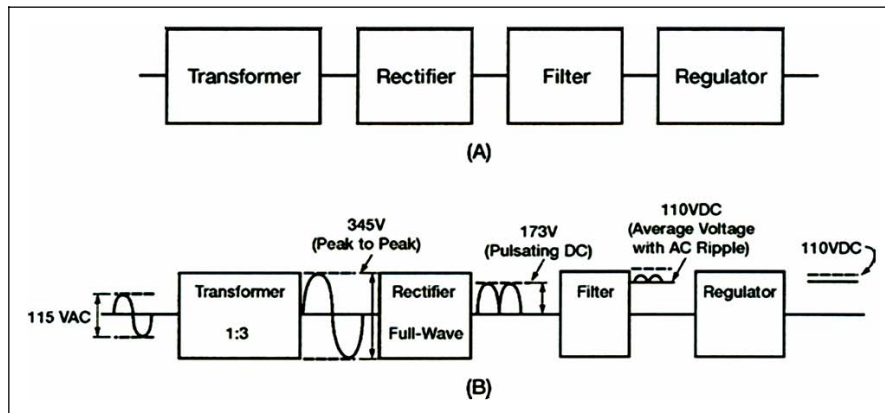 Transformer
Rectifier
Filter
Regulator
(A)
345V
(Peak to Peak)
173V
(Pulsating DC)
110VDC
(Average Voltage
with AC Ripple)
110VDC
115 VAC
Transformer
1:3
Rectifier
Full-Wave
Filter
Regulator
(B)